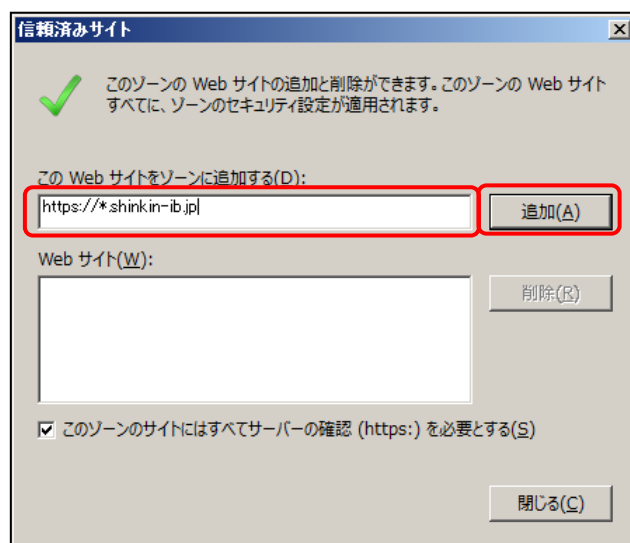 信頼済みサイト
このゾーンの Web サイトの追加と削除ができます。このゾーンの Web サイト
すべてに、ゾーンのセキュリティ設定が適用されます。
この Web サイトをゾーンに追加する(D):
https://*.shinkin-ib.jp
追加(A)
Web サイト(W):
削除(R)
このゾーンのサイトにはすべてサーバーの確認 (https:) を必要とする(S)
閉じる(C)